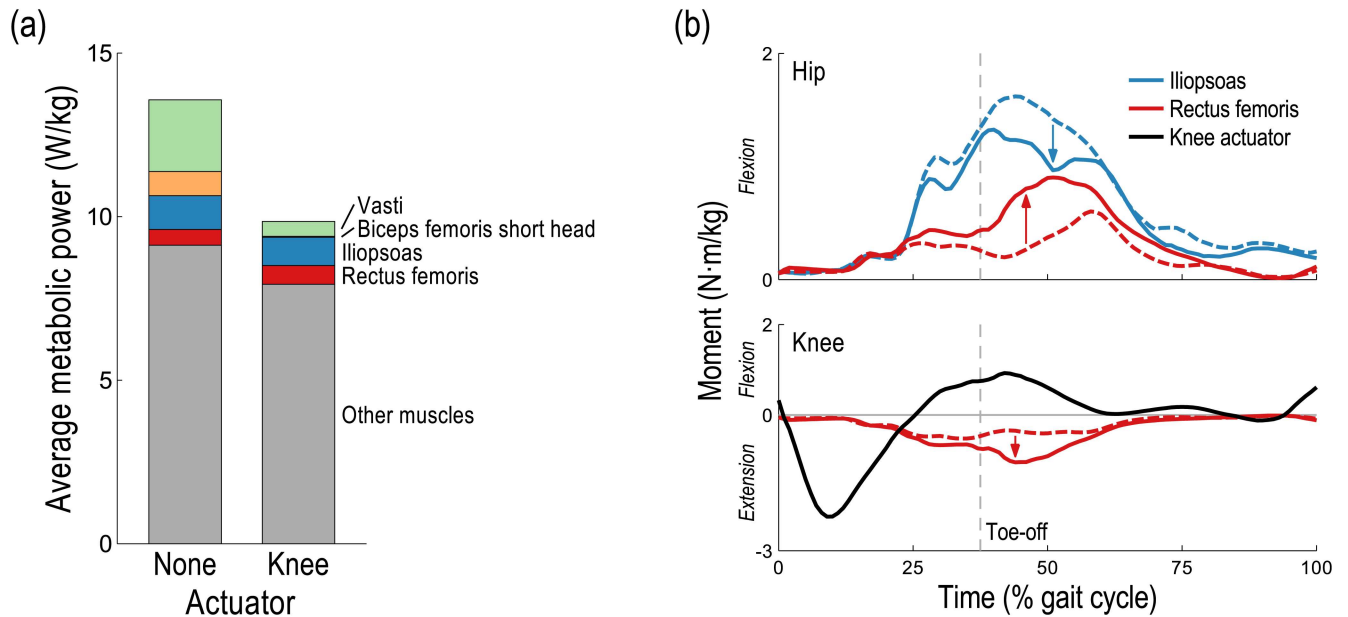 (a)
Average metabolic power (W/kg)
15
10
5
0
Vasti
Biceps femoris short head
Iliopsoas
Rectus femoris
Other muscles
None
Knee
Actuator
(b)
Moment (N·m/kg)
2
Hip
Flexion
0
Iliopsoas
Rectus femoris
Knee actuator
2
Knee
Flexion
0
Extension
-3
Toe-off
0
25
50
75
100
Time (% gait cycle)